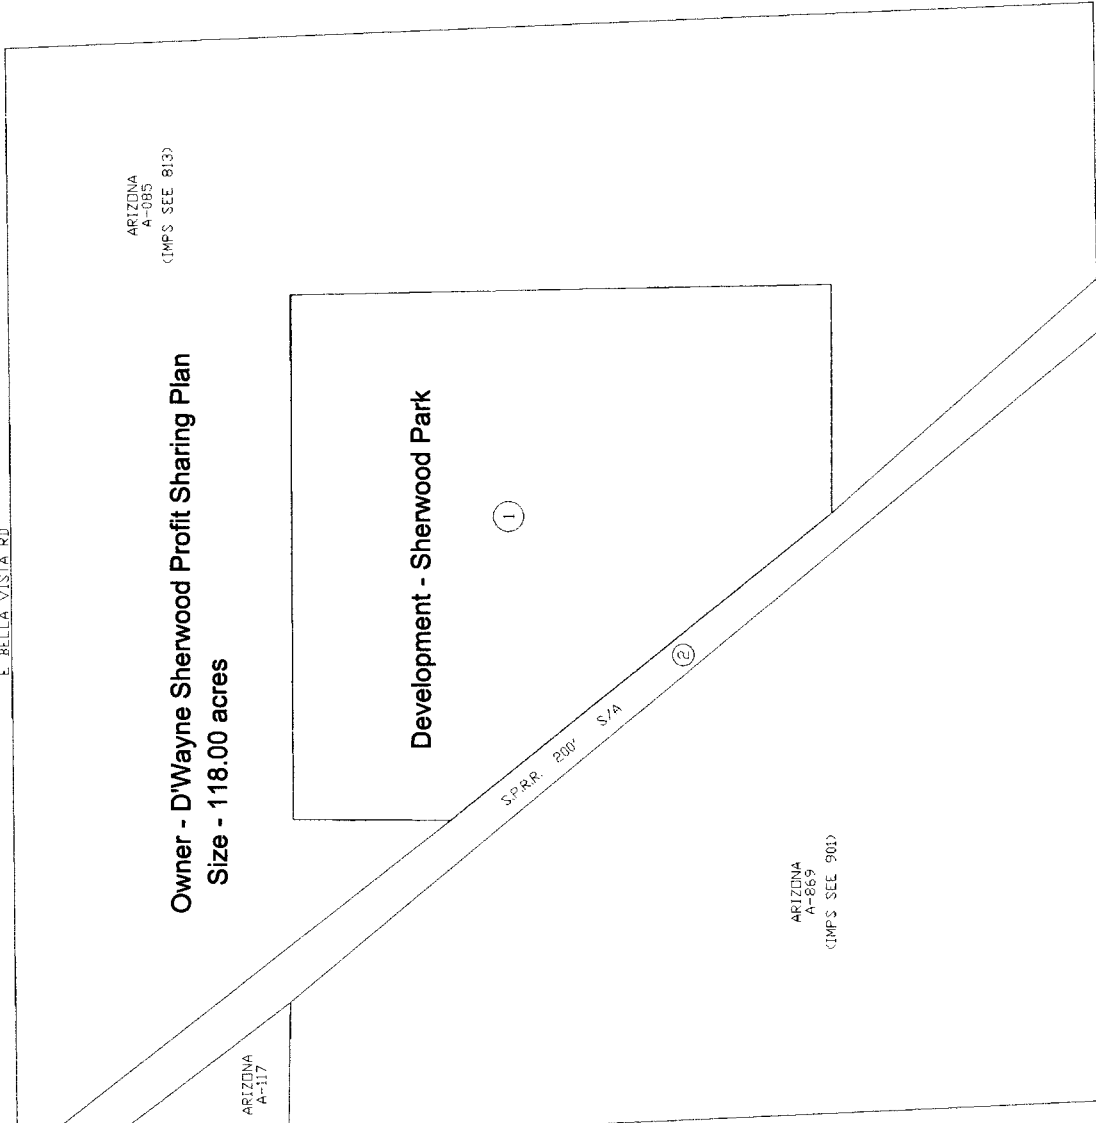 E BELLA VISTA RD
ARIZONA
A-085
(IMPS SEE 813)
Owner - D'Wayne Sherwood Profit Sharing Plan
Size - 118.00 acres
Development - Sherwood Park
1
2
S.P.R.R. 200' S/A
ARIZONA
A-117
ARIZONA
A-869
(IMPS SEE 901)